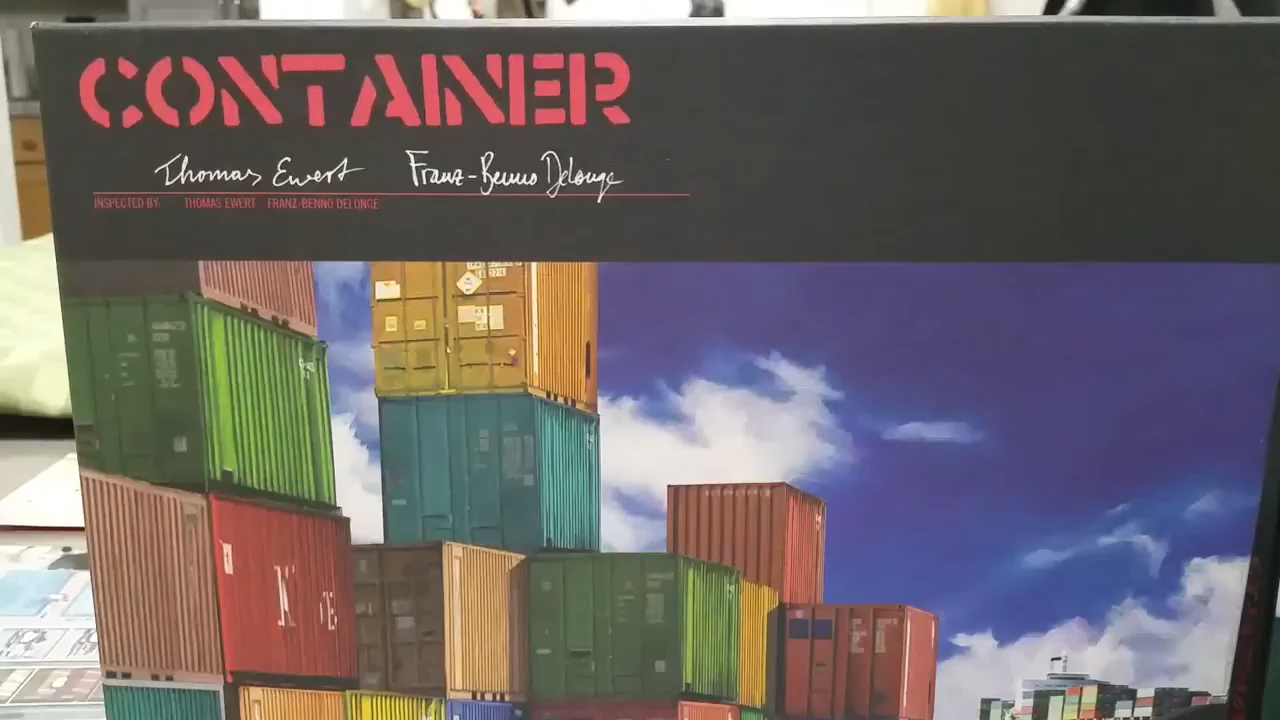 CONTAINER
Thomas Ewert Franz-Benno Delonge
INSPECTED BY: THOMAS EWERT FRANZ-BENNO DELONGE